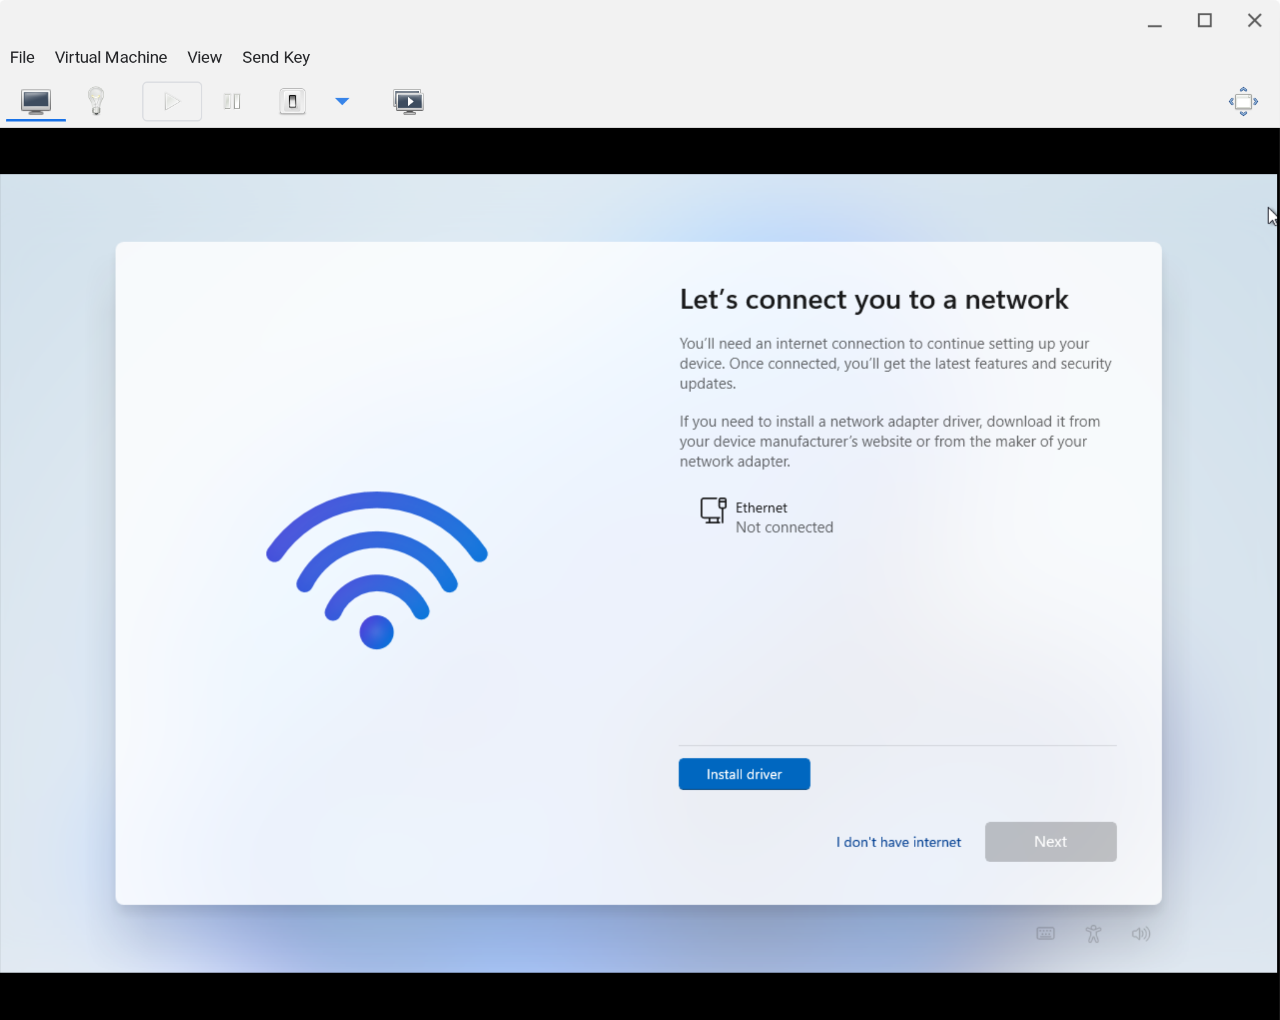 File Virtual Machine View Send Key
Let’s connect you to a network
You’ll need an internet connection to continue setting up your
device. Once connected, you’ll get the latest features and security
updates.
If you need to install a network adapter driver, download it from
your device manufacturer’s website or from the maker of your
network adapter.
Ethernet
Not connected
Install driver
I don't have internet
Next